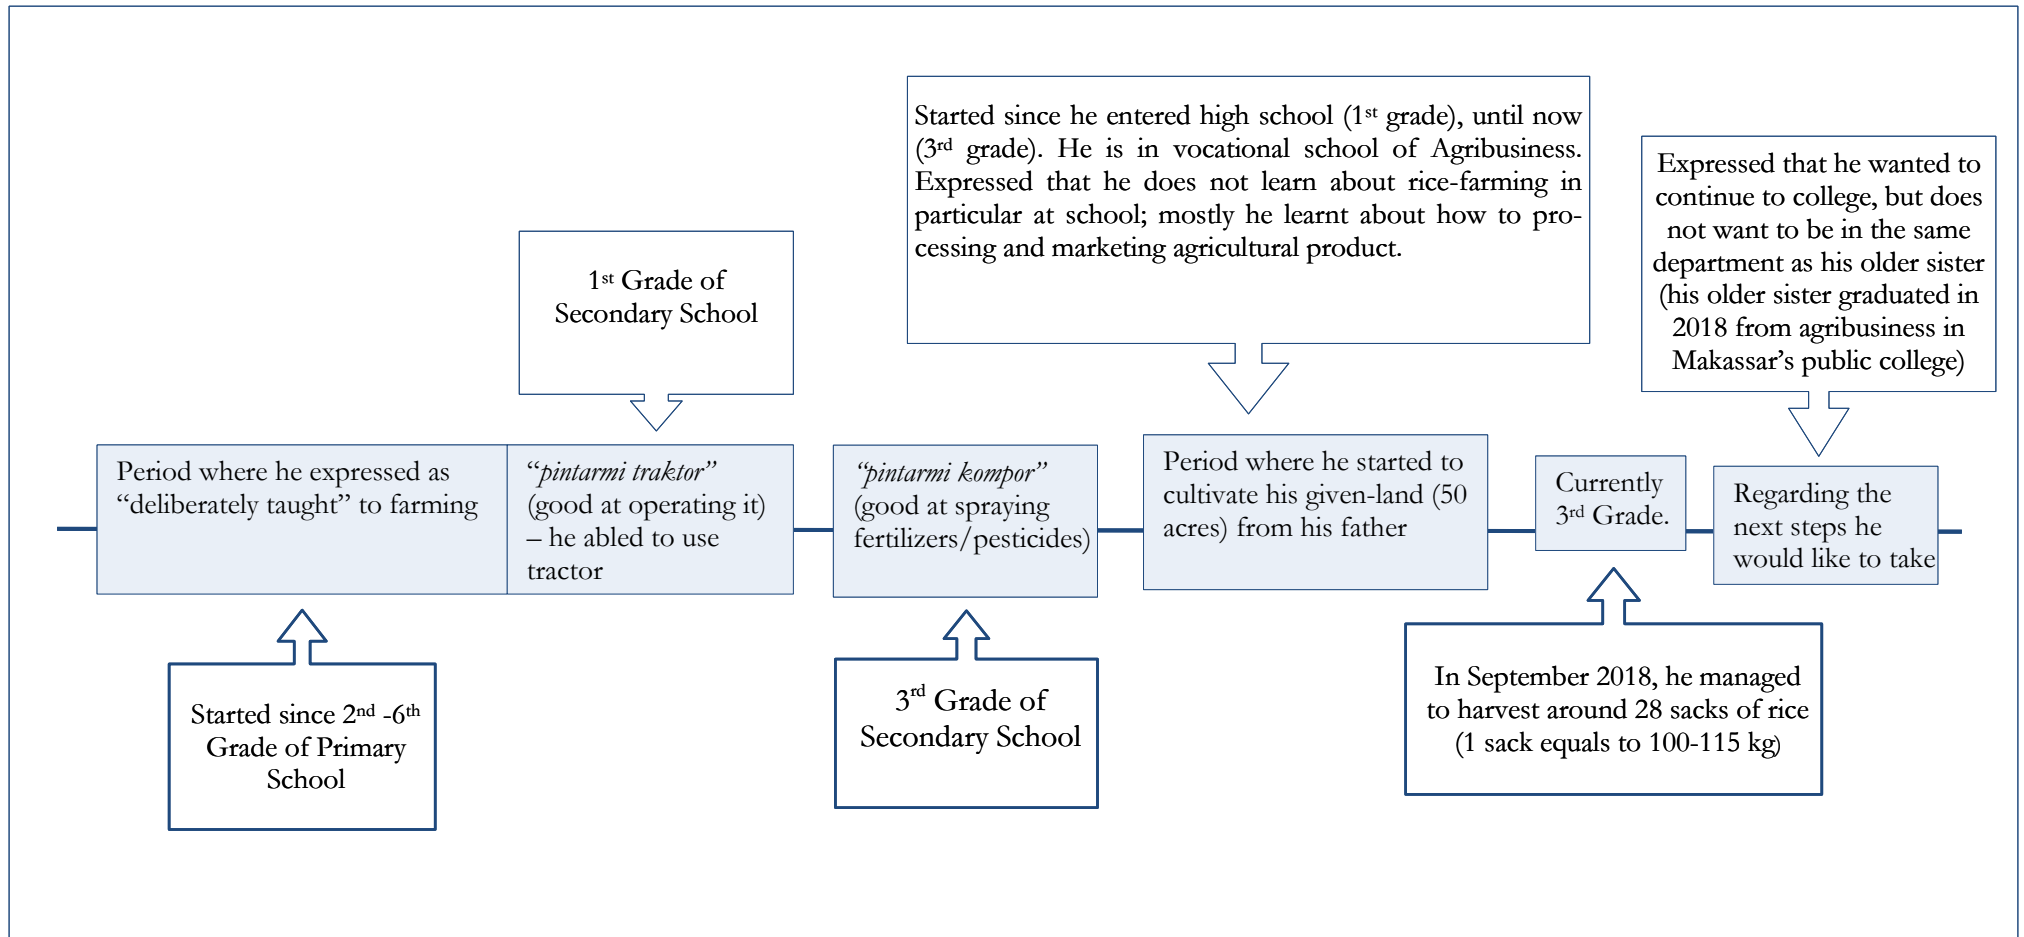 Started since he entered high school (1st grade), until now
(3rd grade). He is in vocational school of Agribusiness.
Expressed that he does not learn about rice-farming in
particular at school; mostly he learnt about how to pro-
cessing and marketing agricultural product.
Expressed that he wanted to
continue to college, but does
not want to be in the same
department as his older sister
(his older sister graduated in
2018 from agribusiness in
Makassar’s public college)
1st Grade of
Secondary School
Period where he expressed as
“deliberately taught” to farming
“pintarmi traktor”
(good at operating it)
– he abled to use
tractor
“pintarmi kompor”
(good at spraying
fertilizers/pesticides)
Period where he started to
cultivate his given-land (50
acres) from his father
Currently
3rd Grade.
Regarding the
next steps he
would like to take
Started since 2nd -6th
Grade of Primary
School
3rd Grade of
Secondary School
In September 2018, he managed
to harvest around 28 sacks of rice
(1 sack equals to 100-115 kg)